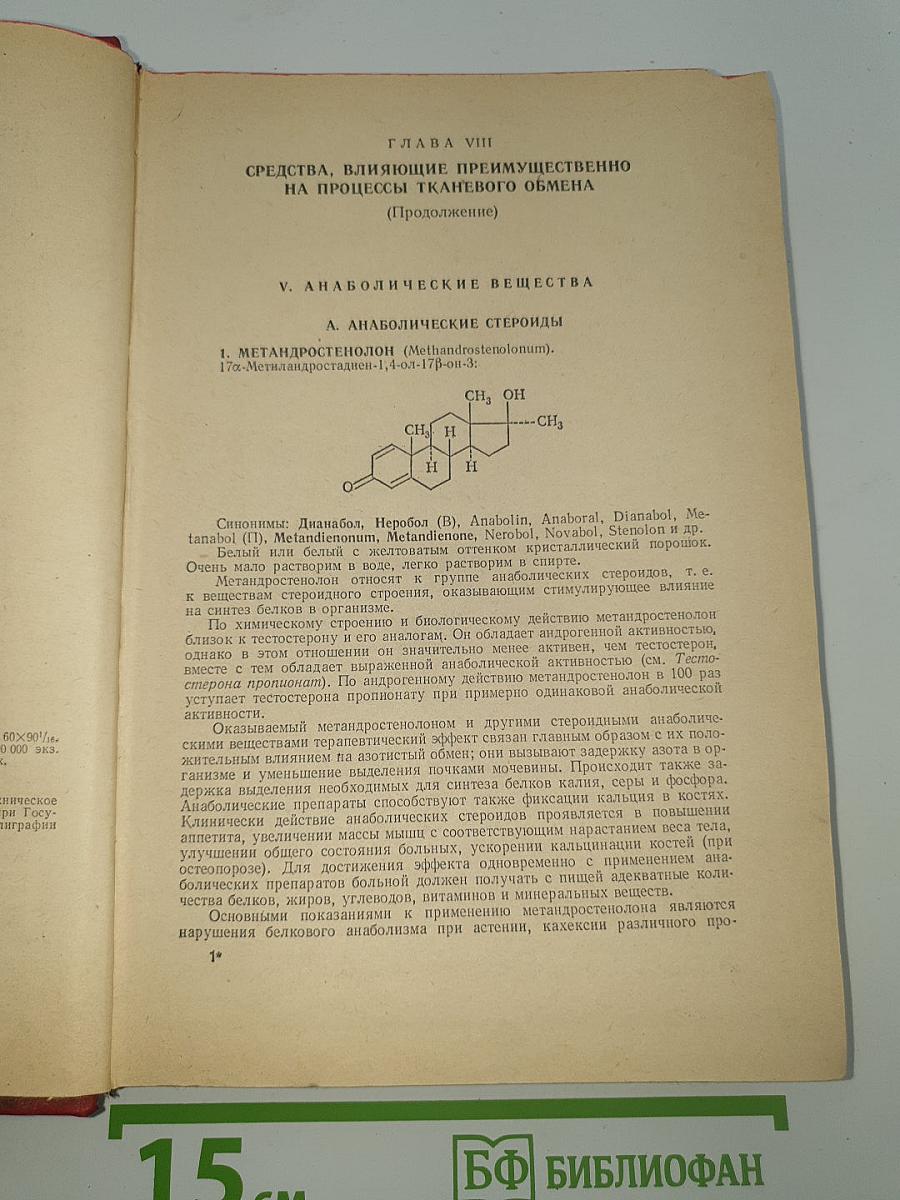 ГЛАВА VIII
СРЕДСТВА, ВЛИЯЮЩИЕ ПРЕИМУЩЕСТВЕННО
НА ПРОЦЕССЫ ТКАНЕВОГО ОБМЕНА
(Продолжение)
V. АНАБОЛИЧЕСКИЕ ВЕЩЕСТВА
А. АНАБОЛИЧЕСКИЕ СТЕРОИДЫ
1. МЕТАНДРОСТЕНОЛОН (Methandrostenolonum).
17α-Метиландростадиен-1,4-ол-17β-он-3:
CH₃ OH
CH₃ H ---CH₃
H H
O
Синонимы: Дианабол, Неробол (В), Anabolin, Anaboral, Dianabol, Me-
tanabol (П), Metandienonum, Metandienone, Nerobol, Novabol, Stenolon и др.
Белый или белый с желтоватым оттенком кристаллический порошок.
Очень мало растворим в воде, легко растворим в спирте.
Метандростенолон относят к группе анаболических стероидов, т. е.
к веществам стероидного строения, оказывающим стимулирующее влияние
на синтез белков в организме.
По химическому строению и биологическому действию метандростенолон
близок к тестостерону и его аналогам. Он обладает андрогенной активностью,
однако в этом отношении он значительно менее активен, чем тестостерон,
вместе с тем обладает выраженной анаболической активностью (см. Тесто-
стерона пропионат). По андрогенному действию метандростенолон в 100 раз
уступает тестостерона пропионату при примерно одинаковой анаболической
активности.
Оказываемый метандростенолоном и другими стероидными анаболиче-
скими веществами терапевтический эффект связан главным образом с их поло-
жительным влиянием на азотистый обмен; они вызывают задержку азота в ор-
ганизме и уменьшение выделения почками мочевины. Происходит также за-
держка выделения необходимых для синтеза белков калия, серы и фосфора.
Анаболические препараты способствуют также фиксации кальция в костях.
Клинически действие анаболических стероидов проявляется в повышении
аппетита, увеличении массы мышц с соответствующим нарастанием веса тела,
улучшении общего состояния больных, ускорении кальцинации костей (при
остеопорозе). Для достижения эффекта одновременно с применением ана-
болических препаратов больной должен получать с пищей адекватные коли-
чества белков, жиров, углеводов, витаминов и минеральных веществ.
Основными показаниями к применению метандростенолона являются
нарушения белкового анаболизма при астении, кахексии различного про-
1*
60×90¹/₁₆.
0 000 экз.
к.
хническое
при Госу-
лиграфии
15 см
БФ БИБЛИОФАН